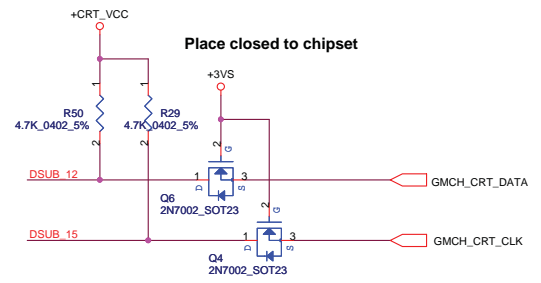 +CRT_VCC
Place closed to chipset
+3VS
1
1
R50
4.7K_0402_5%
R29
4.7K_0402_5%
2
2
2
G
DSUB_12
1
3
GMCH_CRT_DATA
D
S
Q6
2N7002_SOT23
2
G
DSUB_15
1
3
GMCH_CRT_CLK
D
S
Q4
2N7002_SOT23